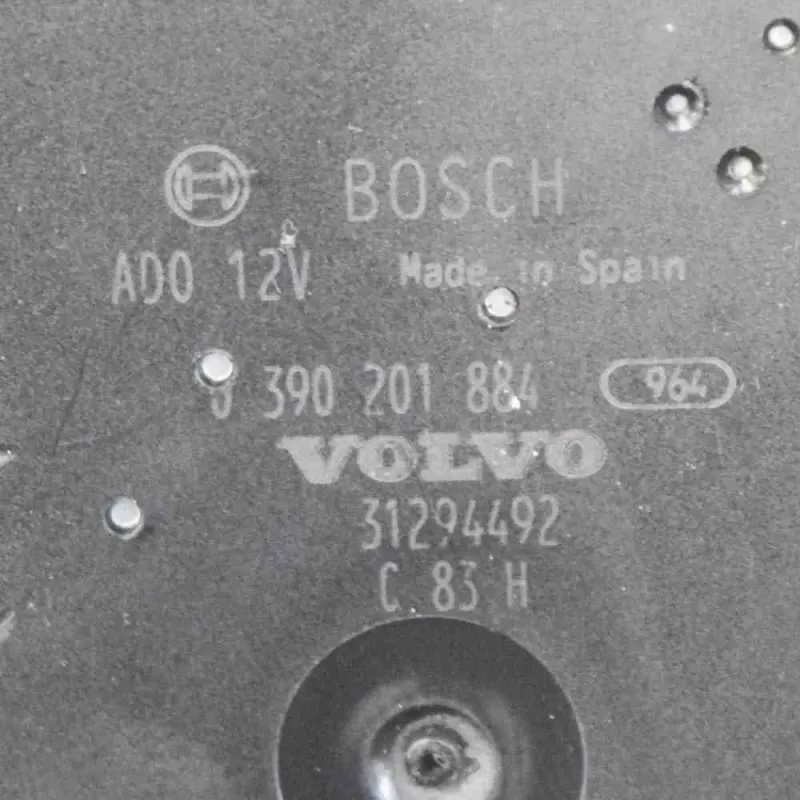 BOSCH
ADO 12V Made in Spain
0 390 201 884 964
VOLVO
31294492
C 83 H